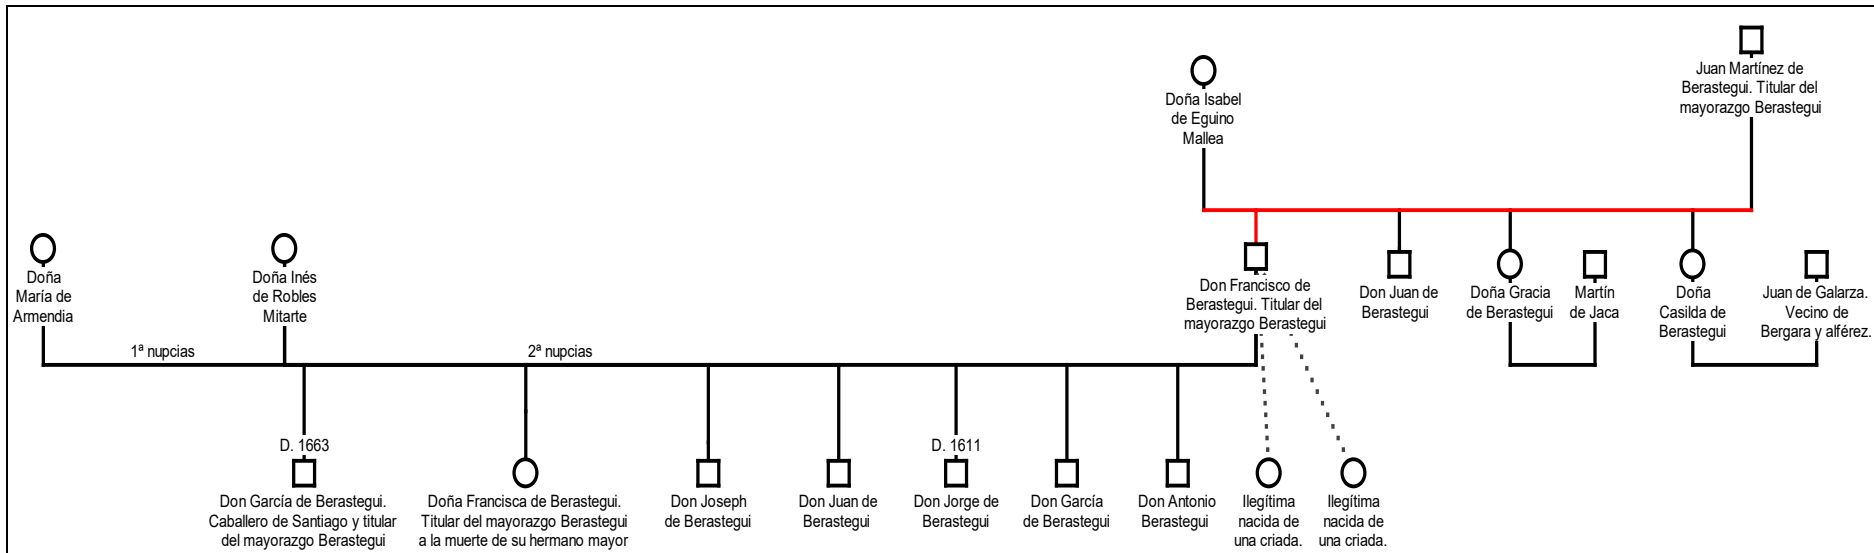 Juan Martínez de
Berastegui. Titular del
mayorazgo Berastegui
Doña Isabel
de Eguino
Mallea
Doña
María de
Armendia
Doña Inés
de Robles
Mitarte
Don Francisco de
Berastegui. Titular del
mayorazgo Berastegui
Don Juan de
Berastegui
Doña Gracia
de Berastegui
Martín
de Jaca
Doña
Casilda de
Berastegui
Juan de Galarza.
Vecino de
Bergara y alférez.
1ª nupcias
2ª nupcias
D. 1663
D. 1611
Don García de Berastegui.
Caballero de Santiago y titular
del mayorazgo Berastegui
Doña Francisca de Berastegui.
Titular del mayorazgo Berastegui
a la muerte de su hermano mayor
Don Joseph
de Berastegui
Don Juan de
Berastegui
Don Jorge de
Berastegui
Don García
de Berastegui
Don Antonio
Berastegui
Ilegítima
nacida de
una criada.
Ilegítima
nacida de
una criada.